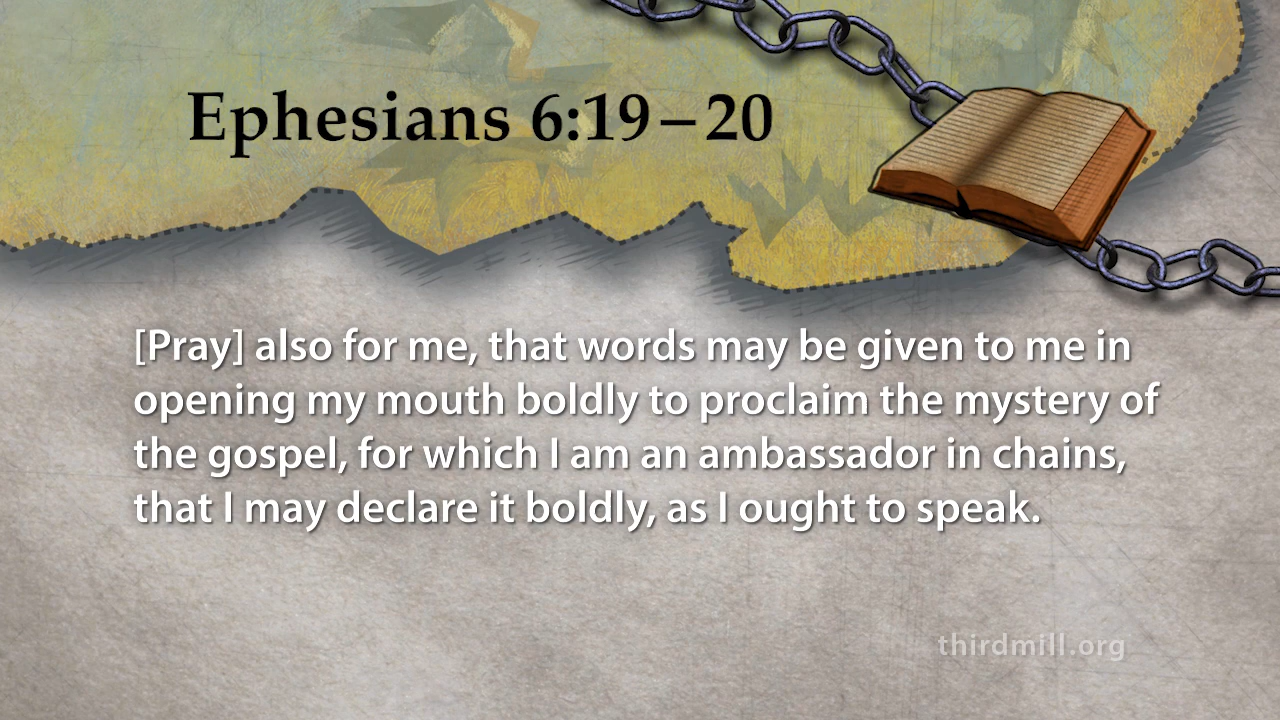 Ephesians 6:19–20
[Pray] also for me, that words may be given to me in
opening my mouth boldly to proclaim the mystery of
the gospel, for which I am an ambassador in chains,
that I may declare it boldly, as I ought to speak.
thirdmill.org